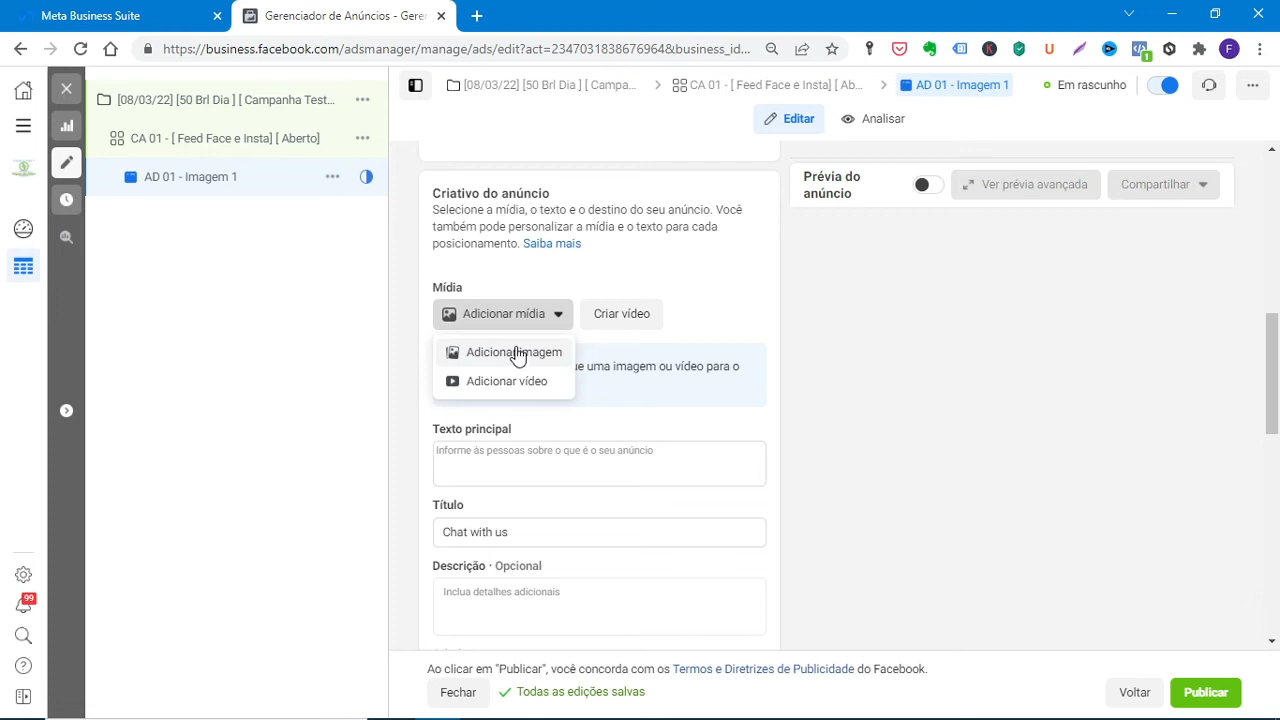 Meta Business Suite
Gerenciador de Anúncios - Geren
https://business.facebook.com/adsmanager/manage/ads/edit?act=2347031838676964&business_id...
[08/03/22] [50 Brl Dia ] [ Campanha Test...
CA 01 - [ Feed Face e Insta] [ Aberto]
AD 01 - Imagem 1
[08/03/22] [50 Brl Dia ] [ Campa...
CA 01 - [ Feed Face e Insta] [ Ab...
AD 01 - Imagem 1
Em rascunho
Editar
Analisar
Criativo do anúncio
Selecione a mídia, o texto e o destino do seu anúncio. Você
também pode personalizar a mídia e o texto para cada
posicionamento. Saiba mais
Mídia
Adicionar mídia
Criar vídeo
Adicionar imagem
Adicionar vídeo
ue uma imagem ou vídeo para o
Texto principal
Informe às pessoas sobre o que é o seu anúncio
Título
Chat with us
Descrição · Opcional
Inclua detalhes adicionais
Prévia do
anúncio
Ver prévia avançada
Compartilhar
Ao clicar em "Publicar", você concorda com os Termos e Diretrizes de Publicidade do Facebook.
Fechar
Todas as edições salvas
Voltar
Publicar
99